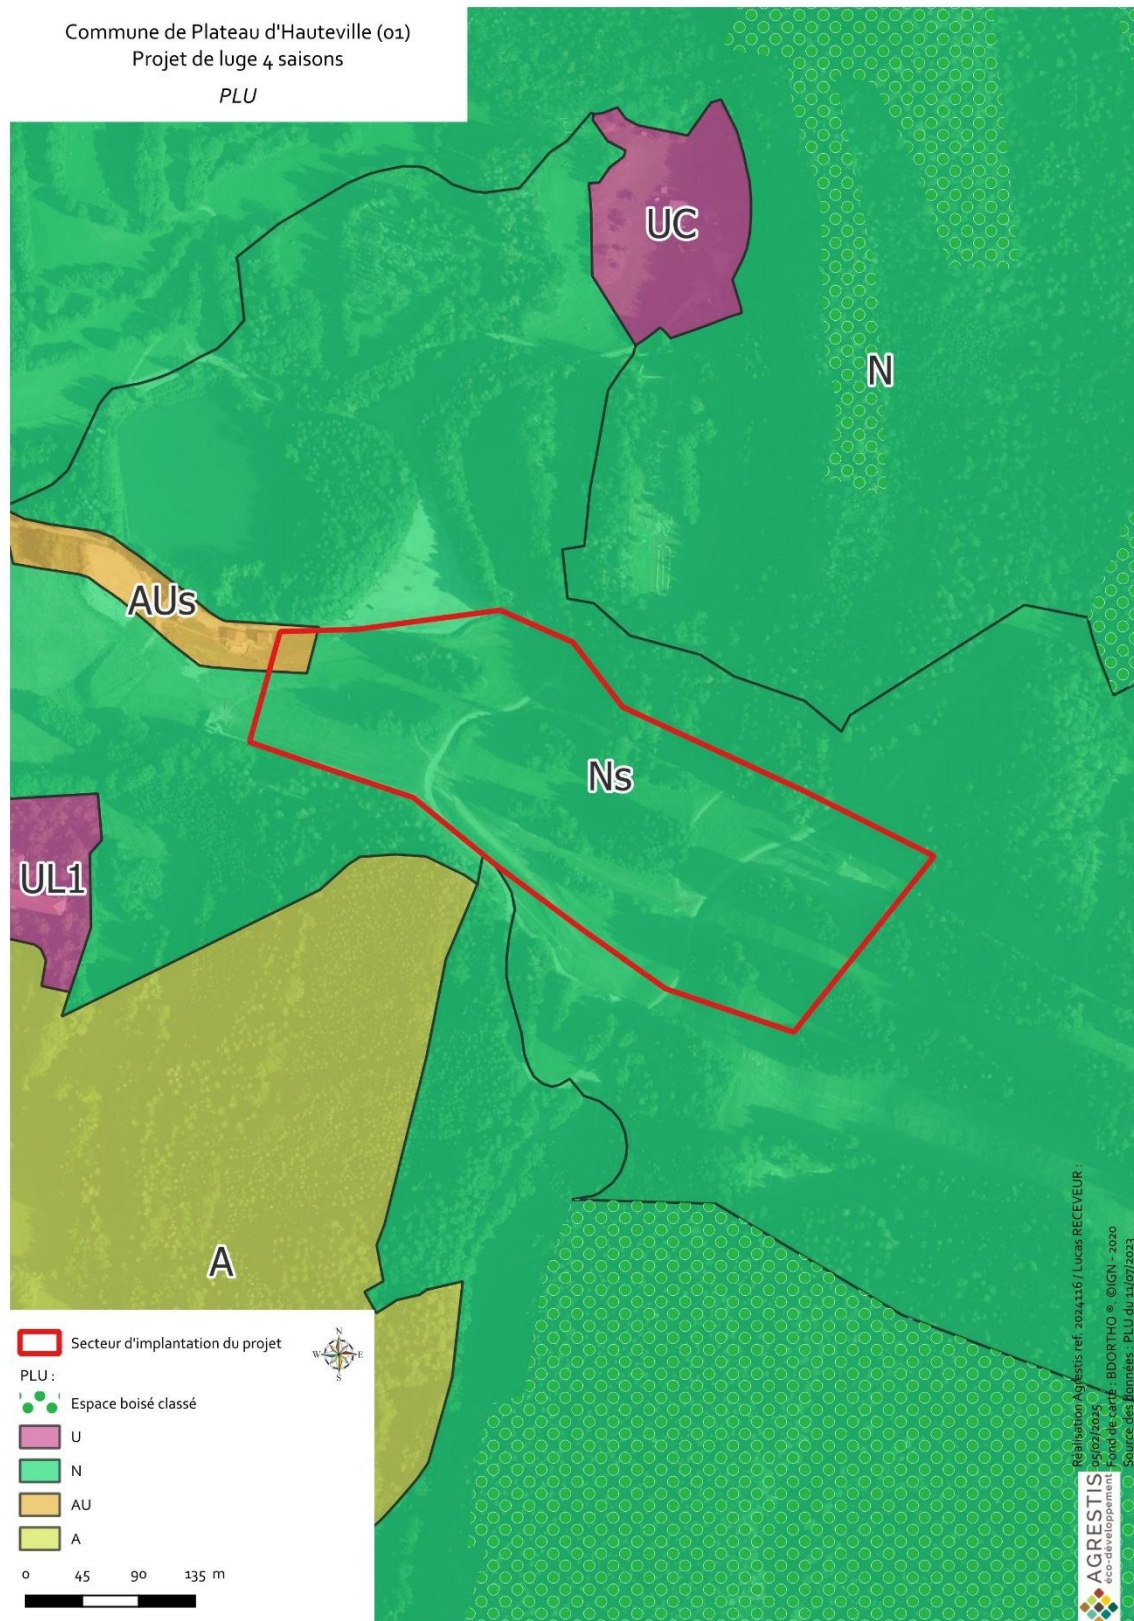 Commune de Plateau d'Hauteville (01)
Projet de luge 4 saisons
PLU
UC
N
AUs
Ns
UL1
A
Secteur d'implantation du projet
N
W E
S
PLU :
Espace boisé classé
U
N
AU
A
0 45 90 135 m
Réalisation Agrestis ref. 2024116 / Lucas RECEVEUR :
05/02/2025
Fond de carte : BDORTHO ®, ©IGN - 2020
Source des données : PLU du 11/07/2023
AGRESTIS
éco-développement